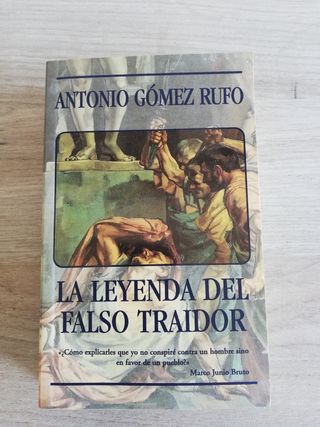 ANTONIO GÓMEZ RUFO
LA LEYENDA DEL
FALSO TRAIDOR
«¿Cómo explicarles que yo no conspiré contra un hombre sino
en favor de un pueblo?»
Marco Junio Bruto